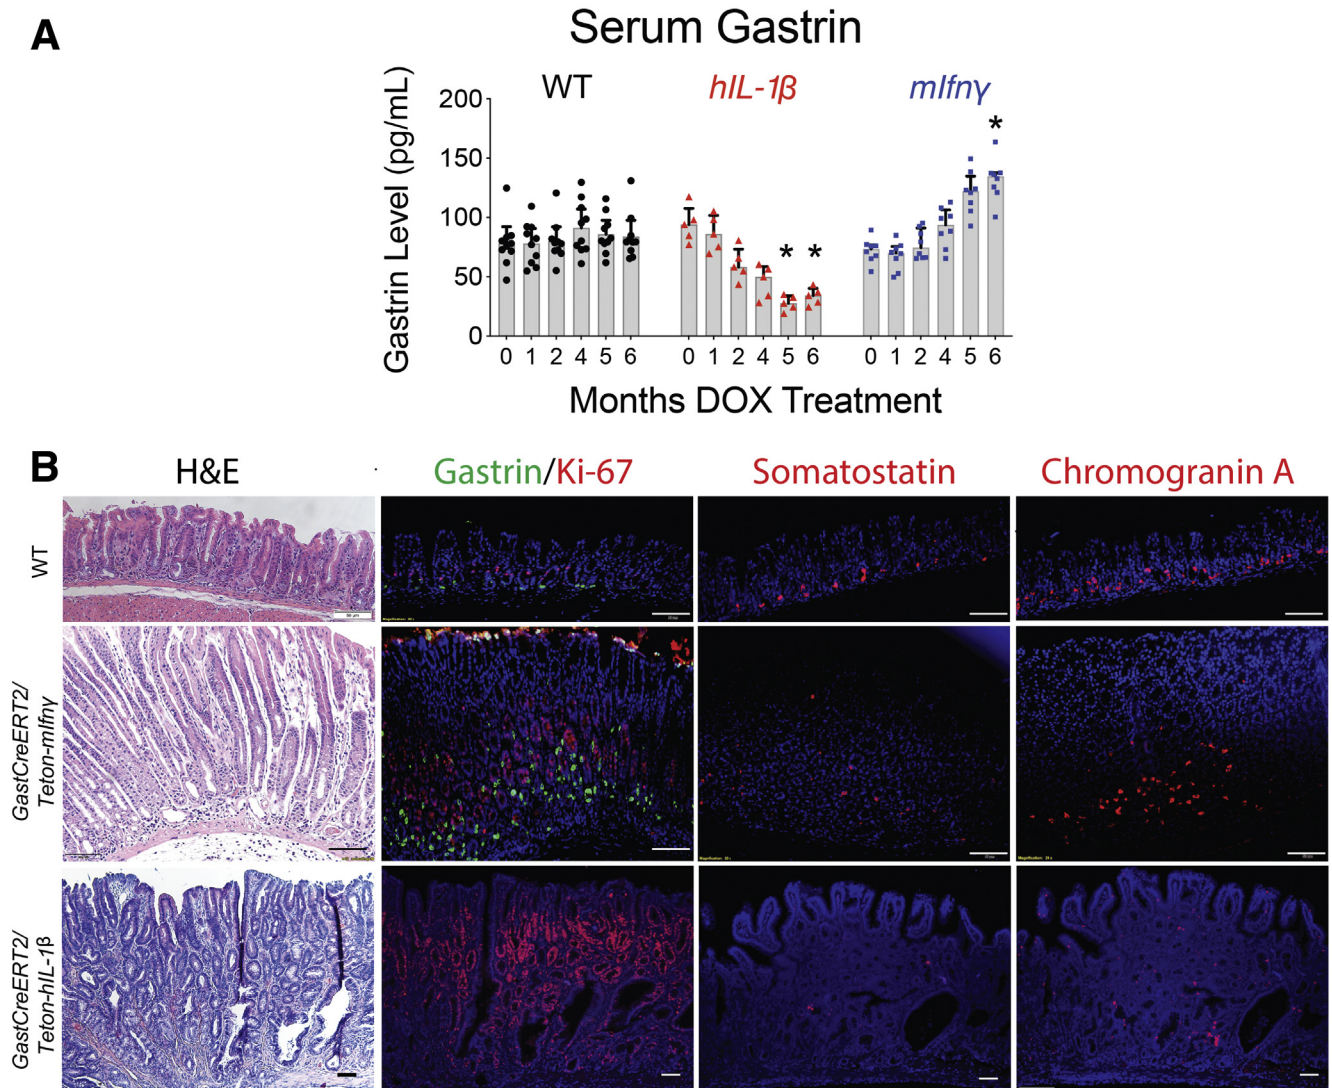 A
Serum Gastrin
WT
hIL-1β
mIfnγ
Gastrin Level (pg/mL)
200
150
100
50
0
* * *
0 1 2 4 5 6 0 1 2 4 5 6 0 1 2 4 5 6
Months DOX Treatment
B
H&E
Gastrin/Ki-67
Somatostatin
Chromogranin A
WT
GastCreERT2/
Teton-mIfnγ
GastCreERT2/
Teton-hIL-1β